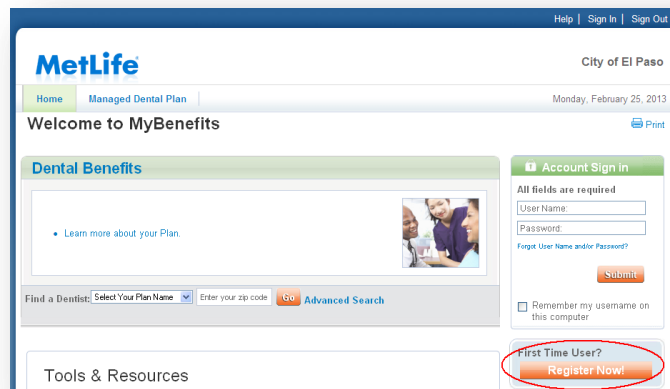 Help | Sign In | Sign Out
MetLife
City of El Paso
Home Managed Dental Plan
Monday, February 25, 2013
Welcome to MyBenefits
Print
Dental Benefits
• Learn more about your Plan.
Find a Dentist: Select Your Plan Name Enter your zip code Go Advanced Search
Account Sign in
All fields are required
User Name:
Password:
Forgot User Name and/or Password?
Submit
Remember my username on
this computer
First Time User?
Register Now!
Tools & Resources